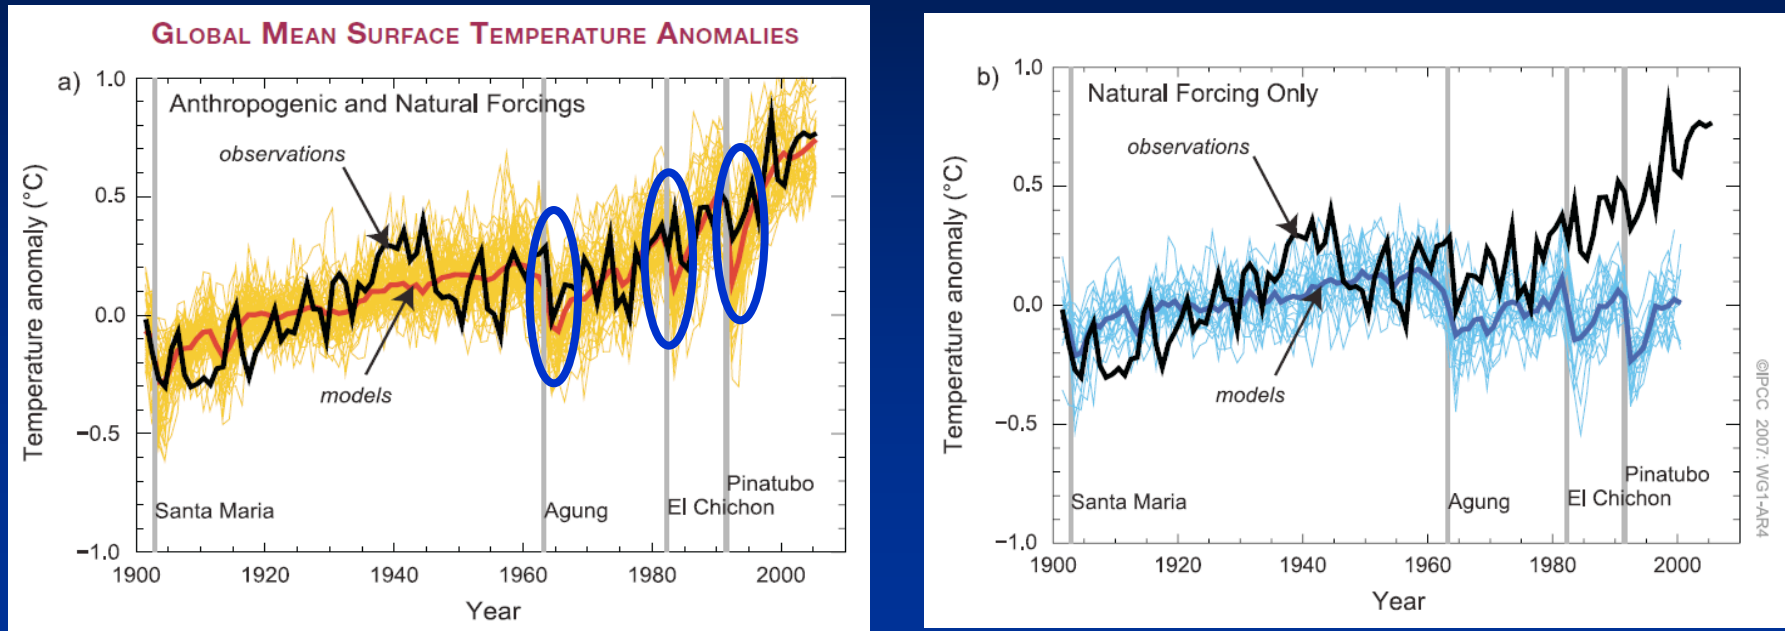 GLOBAL MEAN SURFACE TEMPERATURE ANOMALIES
a)
Anthropogenic and Natural Forcings
observations
models
Temperature anomaly (°C)
1.0
0.5
0.0
−0.5
−1.0
Santa Maria
Agung
El Chichon
Pinatubo
1900 1920 1940 1960 1980 2000
Year
b)
Natural Forcing Only
observations
models
Temperature anomaly (°C)
1.0
0.5
0.0
−0.5
−1.0
Santa Maria
Agung
El Chichon
Pinatubo
1900 1920 1940 1960 1980 2000
Year
©IPCC 2007: WG1-AR4